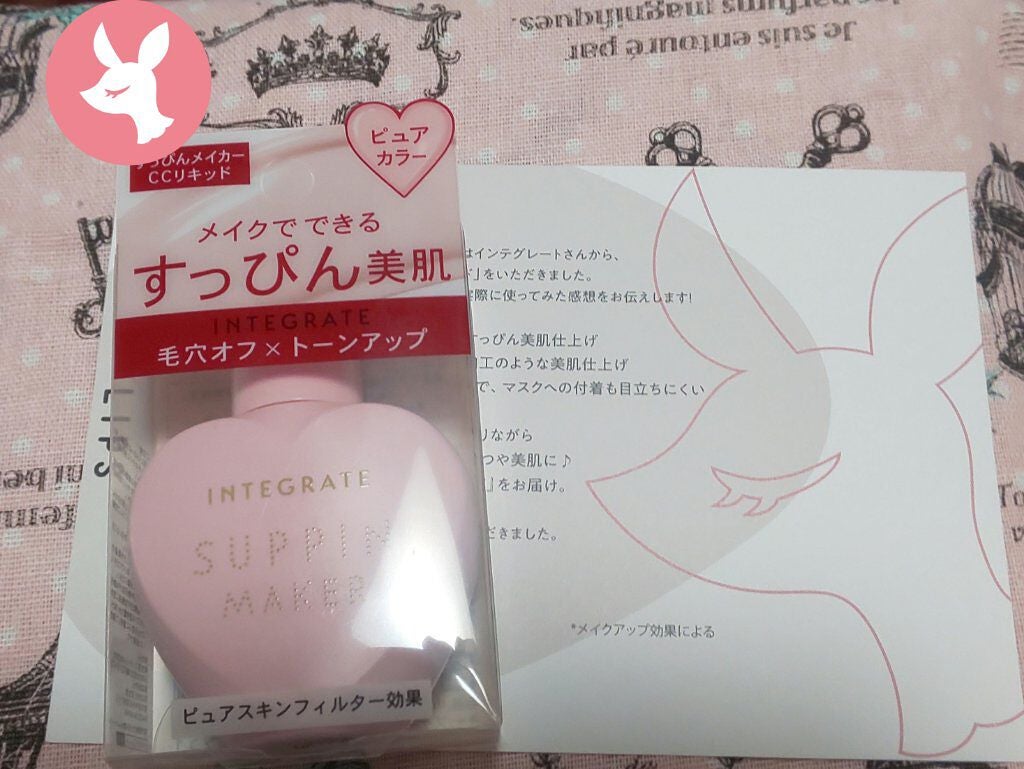 Je suis entouré par
parfums magnifiques.
すっぴんメイカー
CCリキッド
ピュア
カラー
メイクで できる
すっぴん美肌
INTEGRATE
毛穴オフ×トーンアップ
INTEGRATE
SUPPIN
MAKER
ピュアスキンフィルター効果
LIPS
はインテグレートさんから、
ド」をいただきました。
実際に使ってみた感想をお伝えします!
すっぴん美肌仕上げ
工のような美肌仕上げ
で、マスクへの付着も目立ちにくい
りながら
つや美肌に♪
』をお届け。
だきました。
*メイクアップ効果による